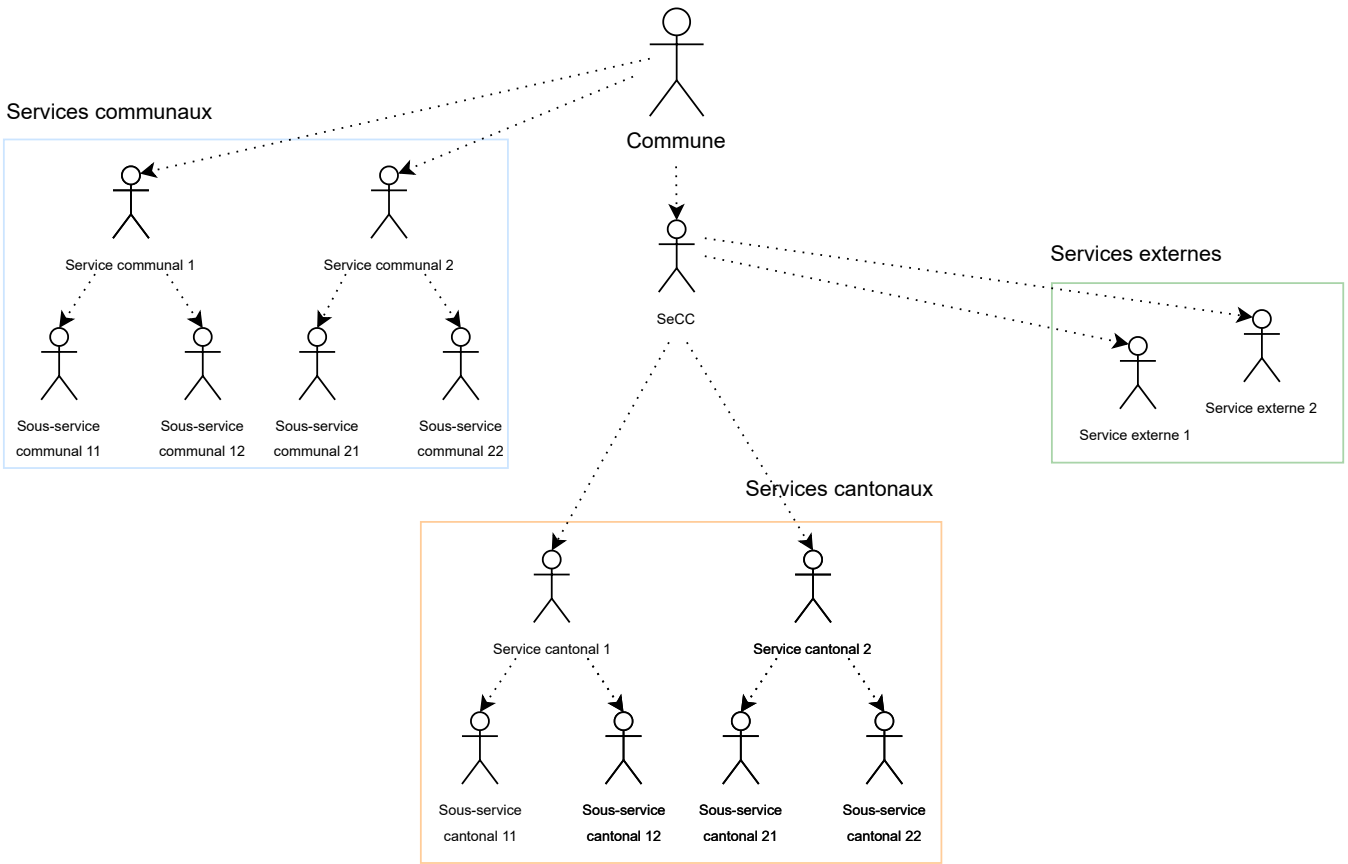 Commune
Services communaux
Service communal 1
Service communal 2
Sous-service
communal 11
Sous-service
communal 12
Sous-service
communal 21
Sous-service
communal 22
SeCC
Services externes
Service externe 2
Service externe 1
Services cantonaux
Service cantonal 1
Service cantonal 2
Sous-service
cantonal 11
Sous-service
cantonal 12
Sous-service
cantonal 21
Sous-service
cantonal 22